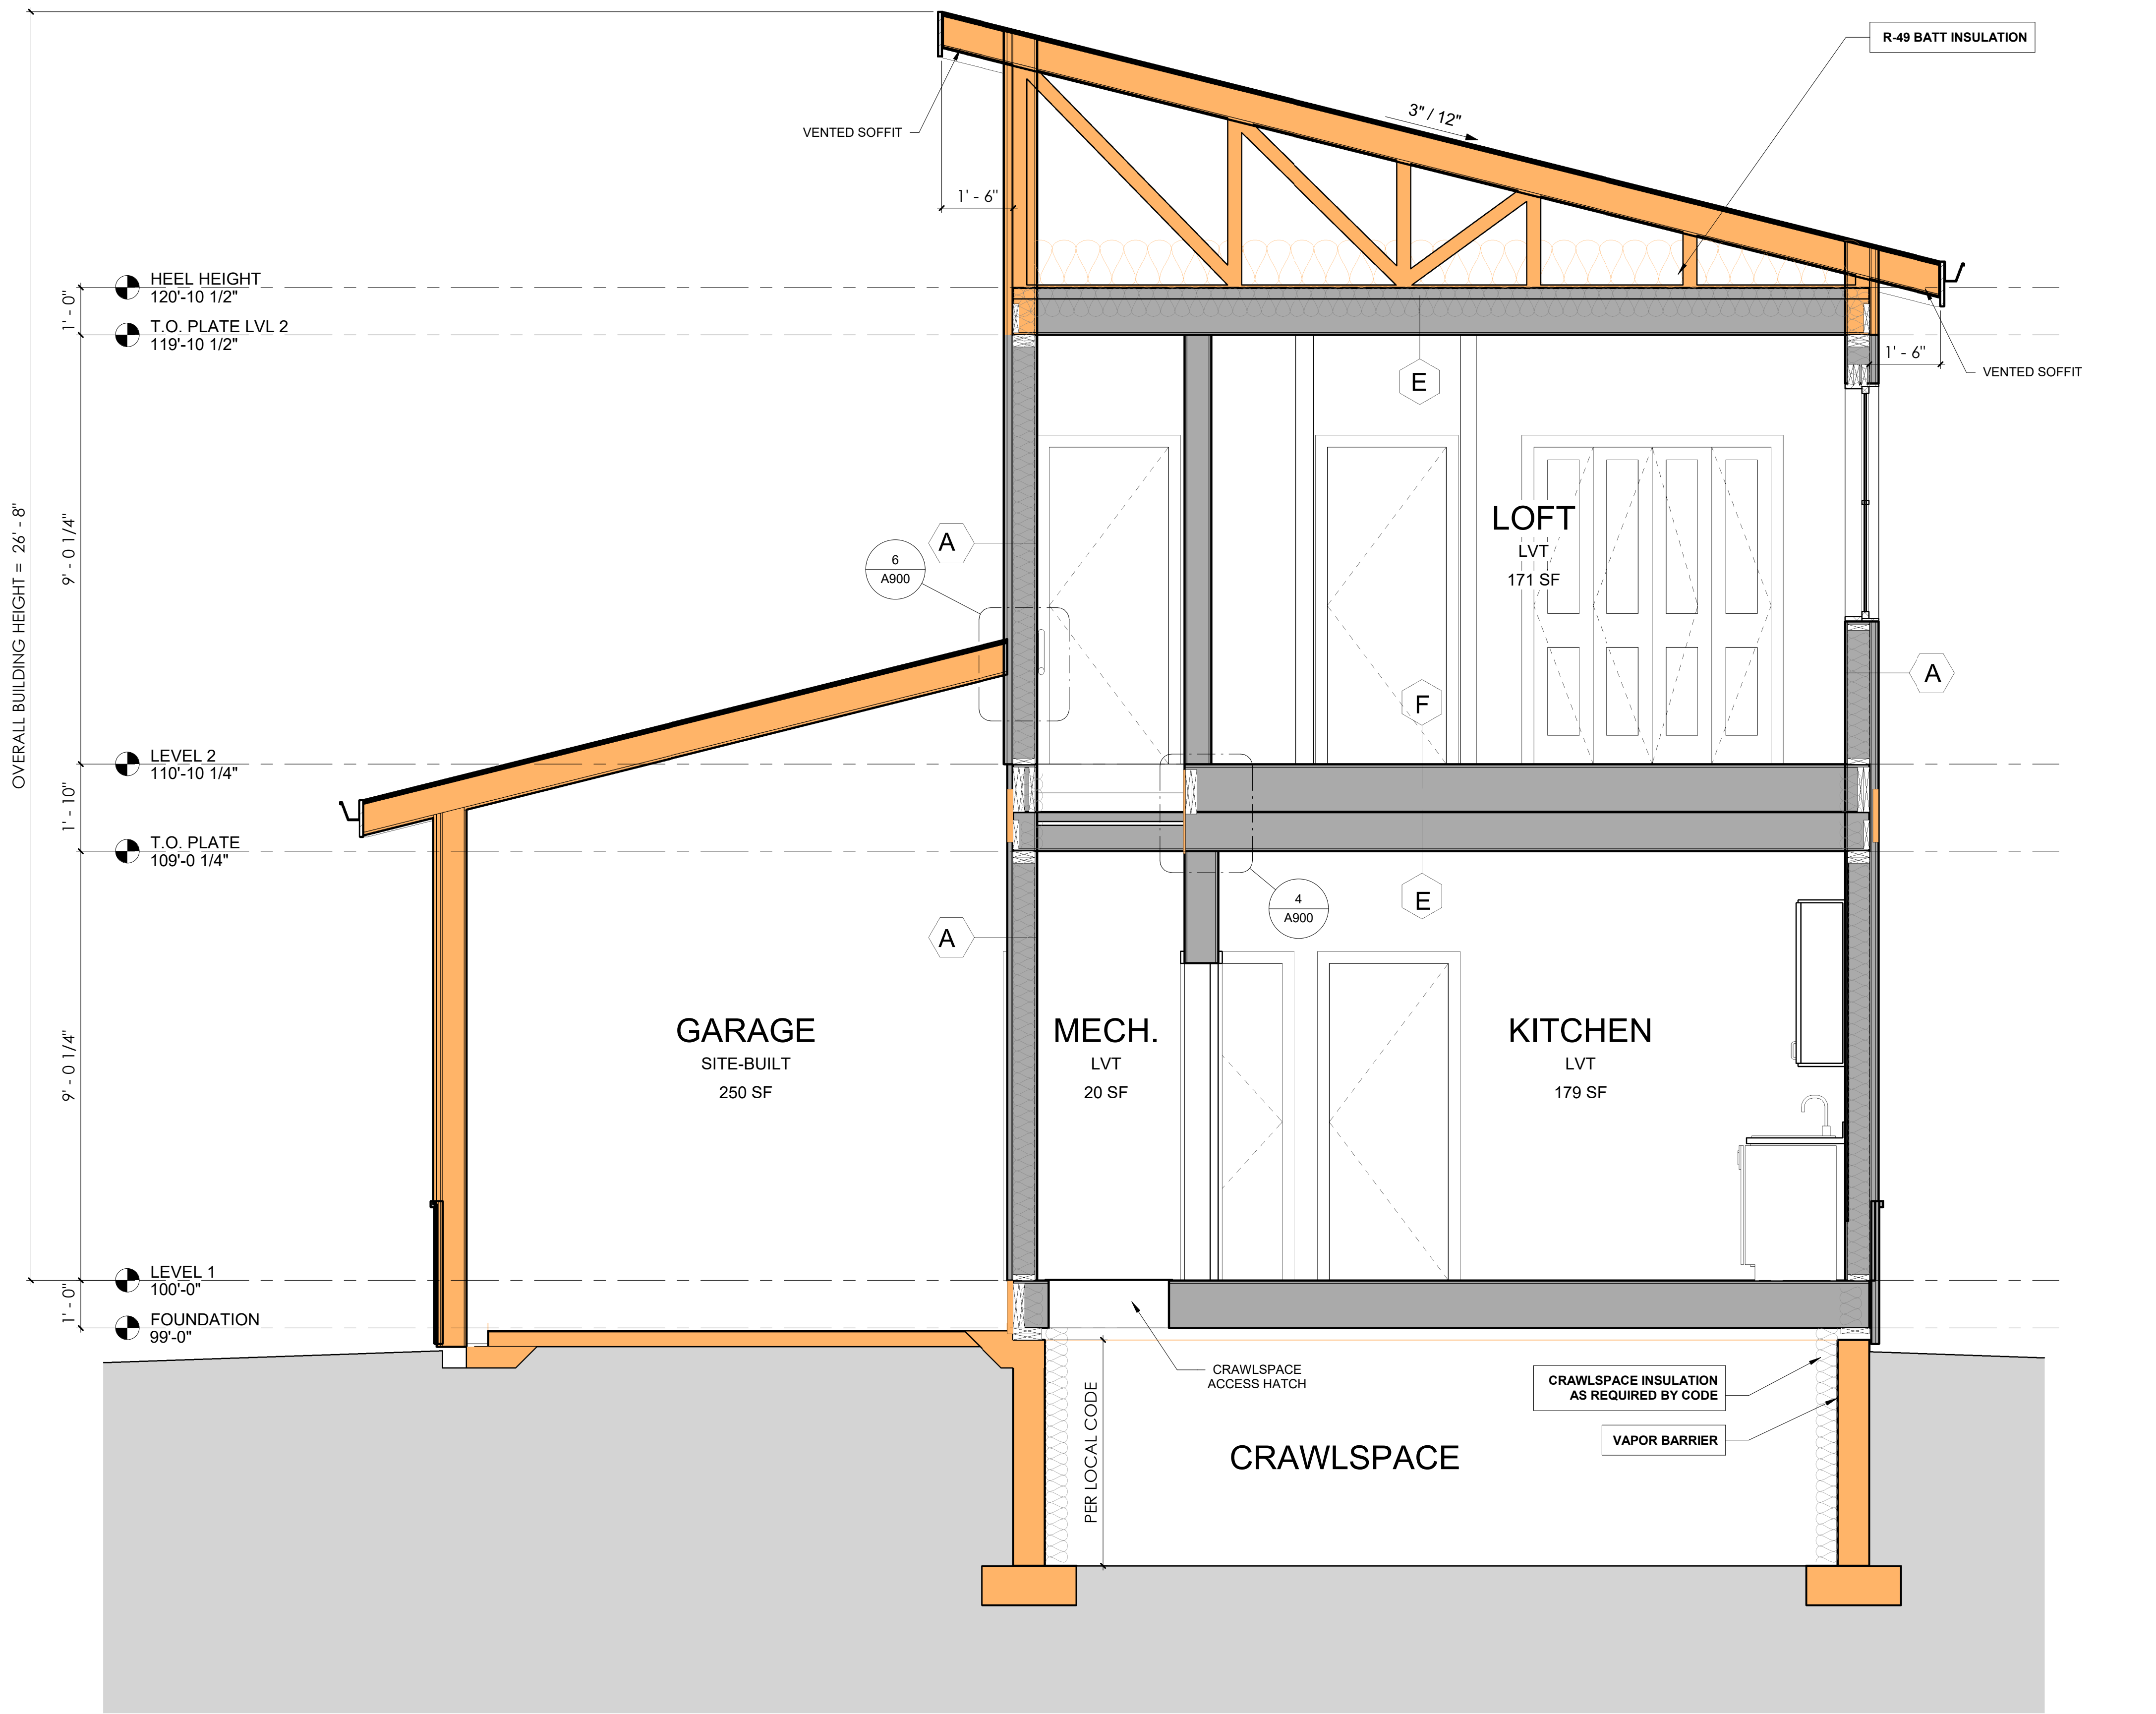 R-49 BATT INSULATION
3" / 12"
VENTED SOFFIT
1' - 6"
HEEL HEIGHT
120'-10 1/2"
1' - 0"
T.O. PLATE LVL 2
119'-10 1/2"
1' - 6"
VENTED SOFFIT
E
OVERALL BUILDING HEIGHT = 26' - 8"
9' - 0 1/4"
A
6
A900
LOFT
LVT
171 SF
A
F
LEVEL 2
110'-10 1/4"
1' - 10"
T.O. PLATE
109'-0 1/4"
E
4
A900
A
9' - 0 1/4"
GARAGE
SITE-BUILT
250 SF
MECH.
LVT
20 SF
KITCHEN
LVT
179 SF
LEVEL 1
100'-0"
1' - 0"
FOUNDATION
99'-0"
CRAWLSPACE
ACCESS HATCH
PER LOCAL CODE
CRAWLSPACE INSULATION
AS REQUIRED BY CODE
VAPOR BARRIER
CRAWLSPACE